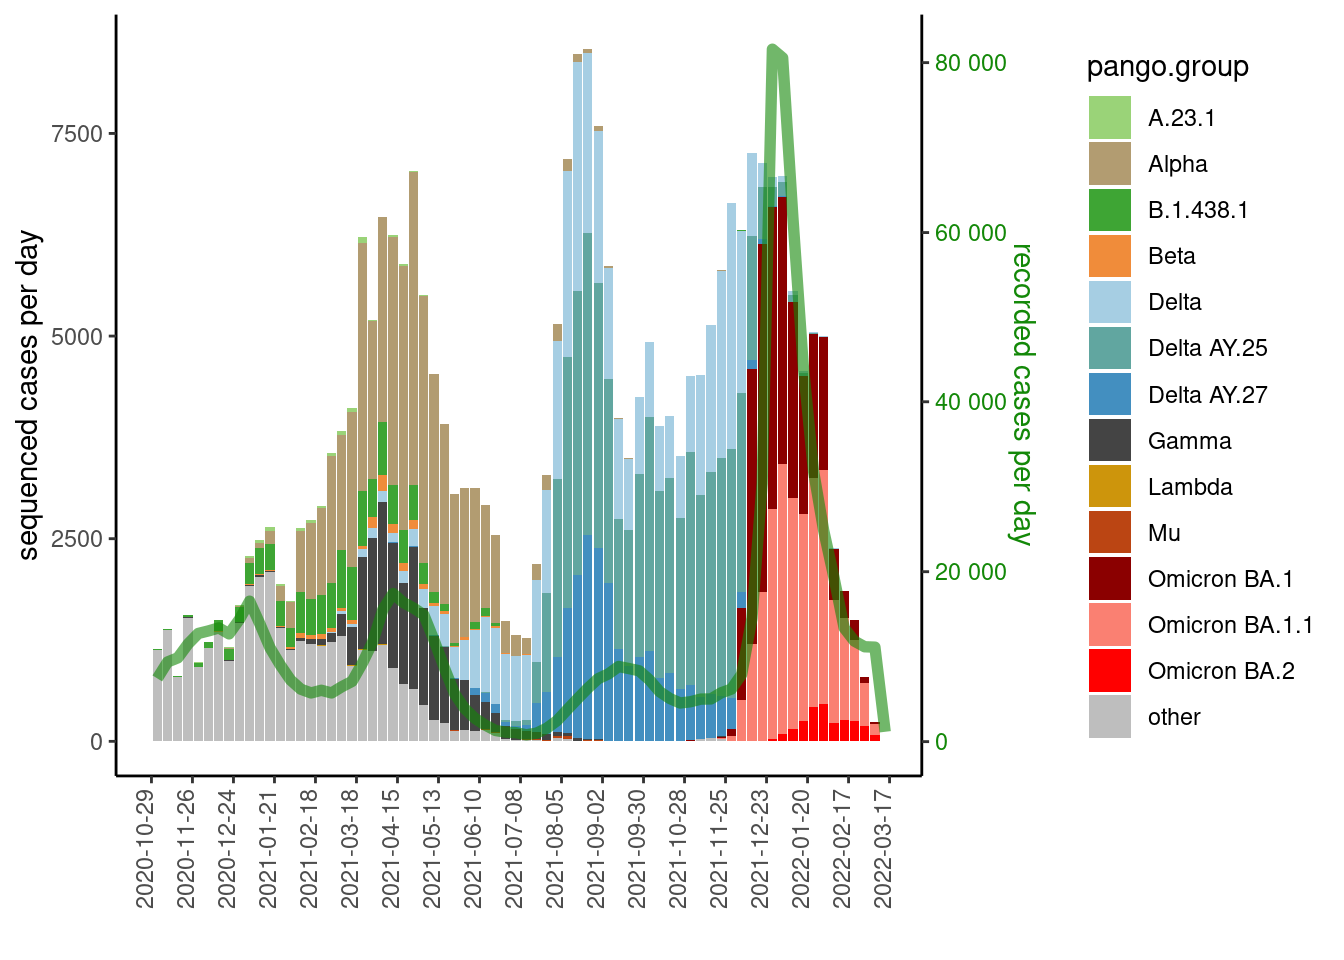 sequenced cases per day
7500
5000
2500
0
80 000
60 000
40 000
20 000
0
recorded cases per day
2020-10-29
2020-11-26
2020-12-24
2021-01-21
2021-02-18
2021-03-18
2021-04-15
2021-05-13
2021-06-10
2021-07-08
2021-08-05
2021-09-02
2021-09-30
2021-10-28
2021-11-25
2021-12-23
2022-01-20
2022-02-17
2022-03-17
pango.group
A.23.1
Alpha
B.1.438.1
Beta
Delta
Delta AY.25
Delta AY.27
Gamma
Lambda
Mu
Omicron BA.1
Omicron BA.1.1
Omicron BA.2
other